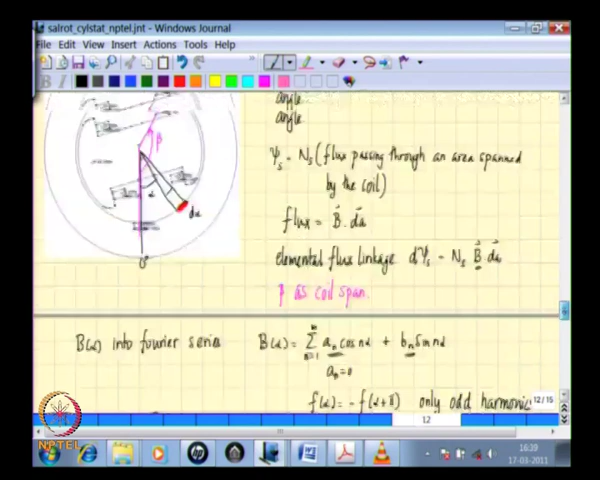 salrot_cylstat_nptel.jnt - Windows Journal
File Edit View Insert Actions Tools Help
angle
angle
β
α
dα
0°
Ψs = Ns (flux passing through an area spanned
by the coil)
flux = B⃗ . da⃗
elemental flux linkage dΨs = Ns B⃗ da⃗
β as coil span.
B(α) into fourier series B(α) = ∑ n=1 ∞ an cos nα + bn sin nα
an = 0
f(α) = - f(α+π) only odd harmonic
12/15
12
NPTEL
16:39
17-03-2011